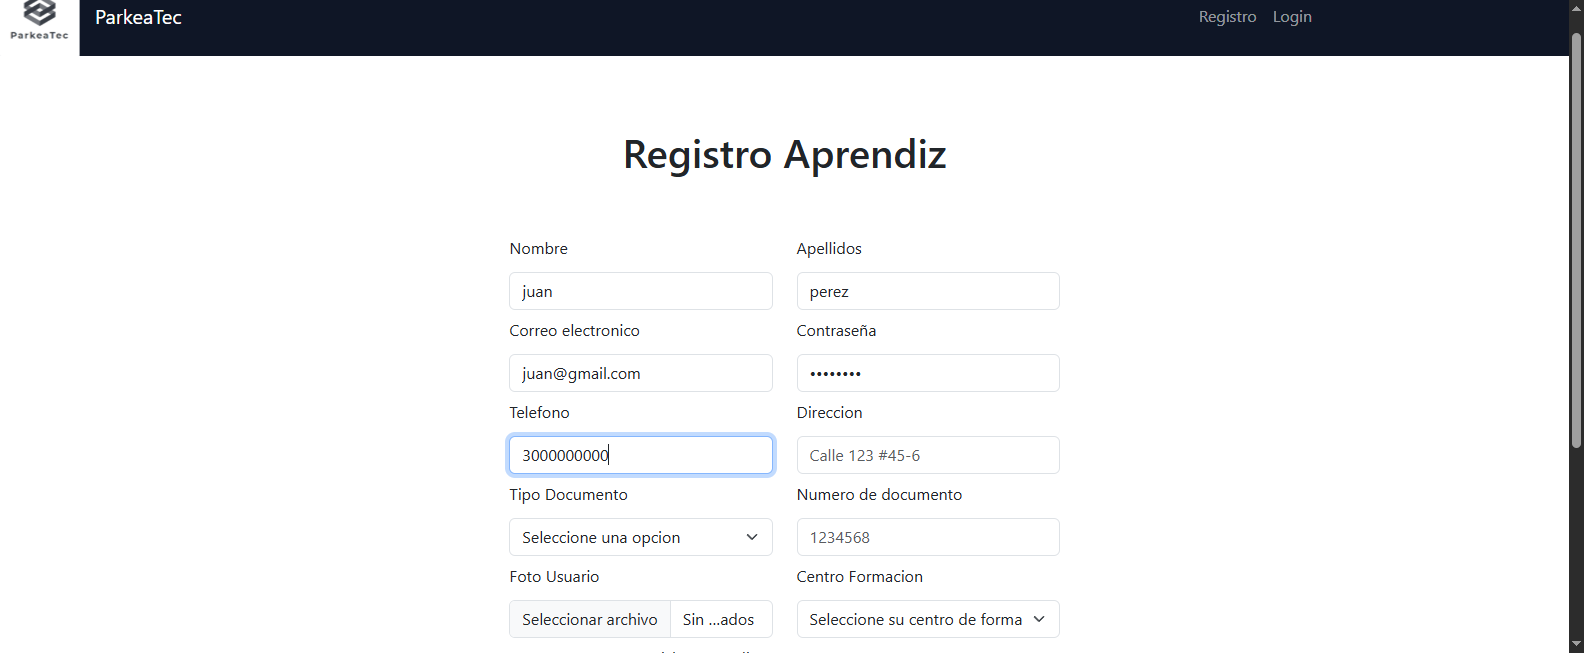 ParkeaTec
ParkeaTec
Registro Login
Registro Aprendiz
Nombre
Apellidos
juan
perez
Correo electronico
Contraseña
juan@gmail.com
••••••••
Telefono
Direccion
3000000000
Calle 123 #45-6
Tipo Documento
Numero de documento
Seleccione una opcion
1234568
Foto Usuario
Centro Formacion
Seleccionar archivo
Sin ...ados
Seleccione su centro de forma